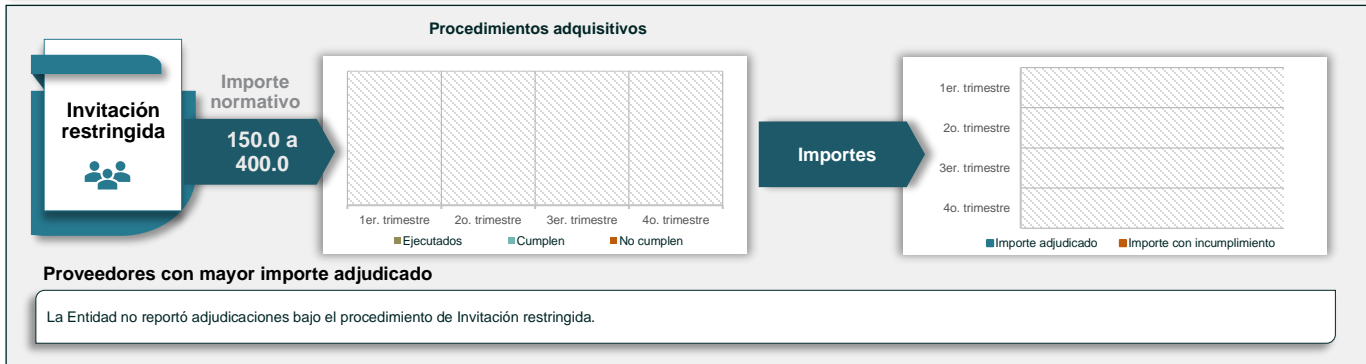 Procedimientos adquisitivos
Invitación
restringida
Importe
normativo
150.0 a
400.0
1er. trimestre 2o. trimestre 3er. trimestre 4o. trimestre
Ejecutados Cumplen No cumplen
Importes
1er. trimestre
2o. trimestre
3er. trimestre
4o. trimestre
Importe adjudicado Importe con incumplimiento
Proveedores con mayor importe adjudicado
La Entidad no reportó adjudicaciones bajo el procedimiento de Invitación restringida.